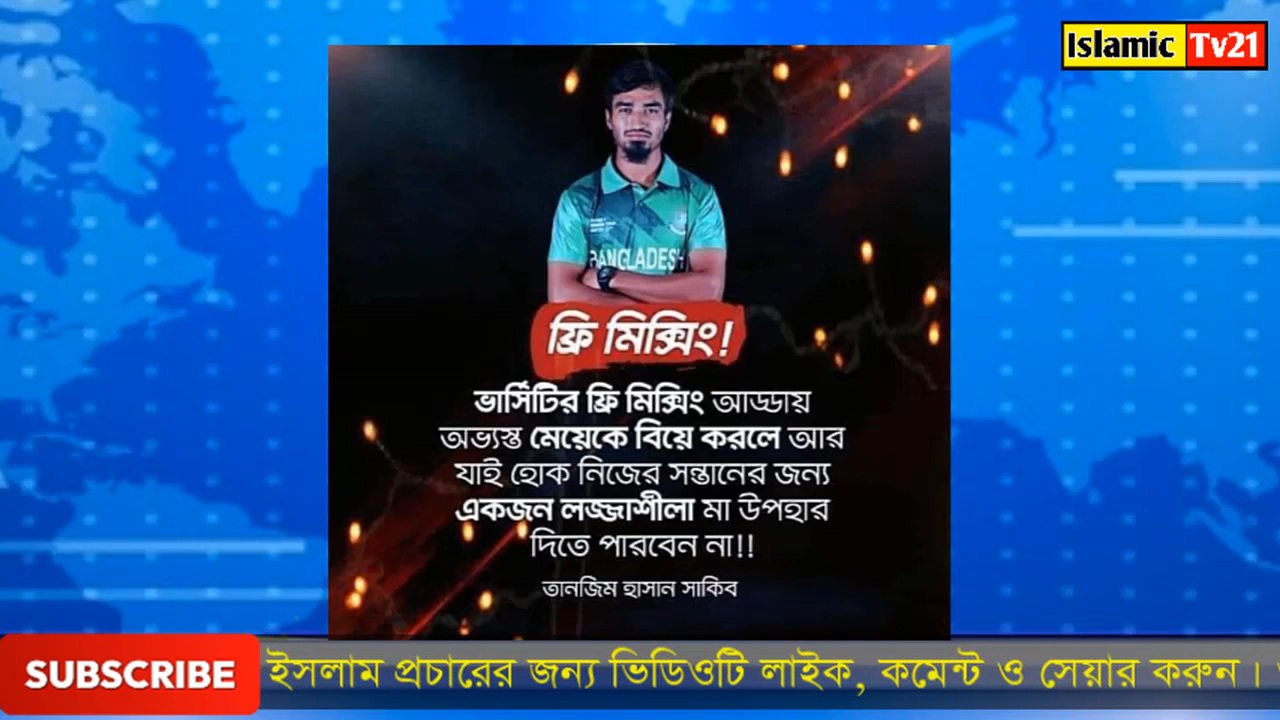 Islamic Tv21
BANGLADESH
ফ্রি মিক্সিং!
ভার্সিটির ফ্রি মিক্সিং আড্ডায়
অভ্যস্ত মেয়েকে বিয়ে করলে আর
যাই হোক নিজের সন্তানের জন্য
একজন লজ্জাশীলা মা উপহার
দিতে পারবেন না!!
তানজিম হাসান সাকিব
SUBSCRIBE
ইসলাম প্রচারের জন্য ভিডিওটি লাইক, কমেন্ট ও সেয়ার করুন।